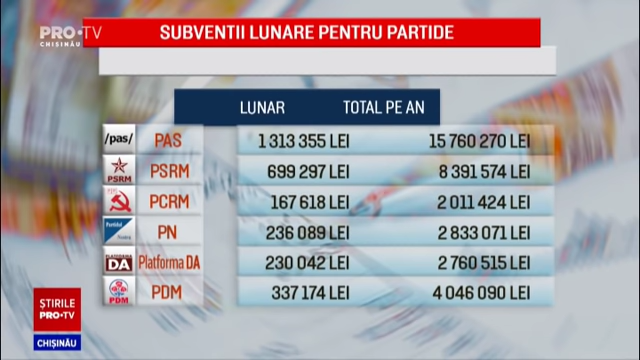 PRO•TV
CHIȘINĂU
SUBVENTII LUNARE PENTRU PARTIDE
LUNAR TOTAL PE AN
/pas/ PAS 1 313 355 LEI 15 760 270 LEI
PSRM PSRM 699 297 LEI 8 391 574 LEI
PCRM 167 618 LEI 2 011 424 LEI
Partidul PN 236 089 LEI 2 833 071 LEI
PLATFORMA DA Platforma DA 230 042 LEI 2 760 515 LEI
PDM PDM 337 174 LEI 4 046 090 LEI
ȘTIRILE
PRO•TV
CHIȘINĂU